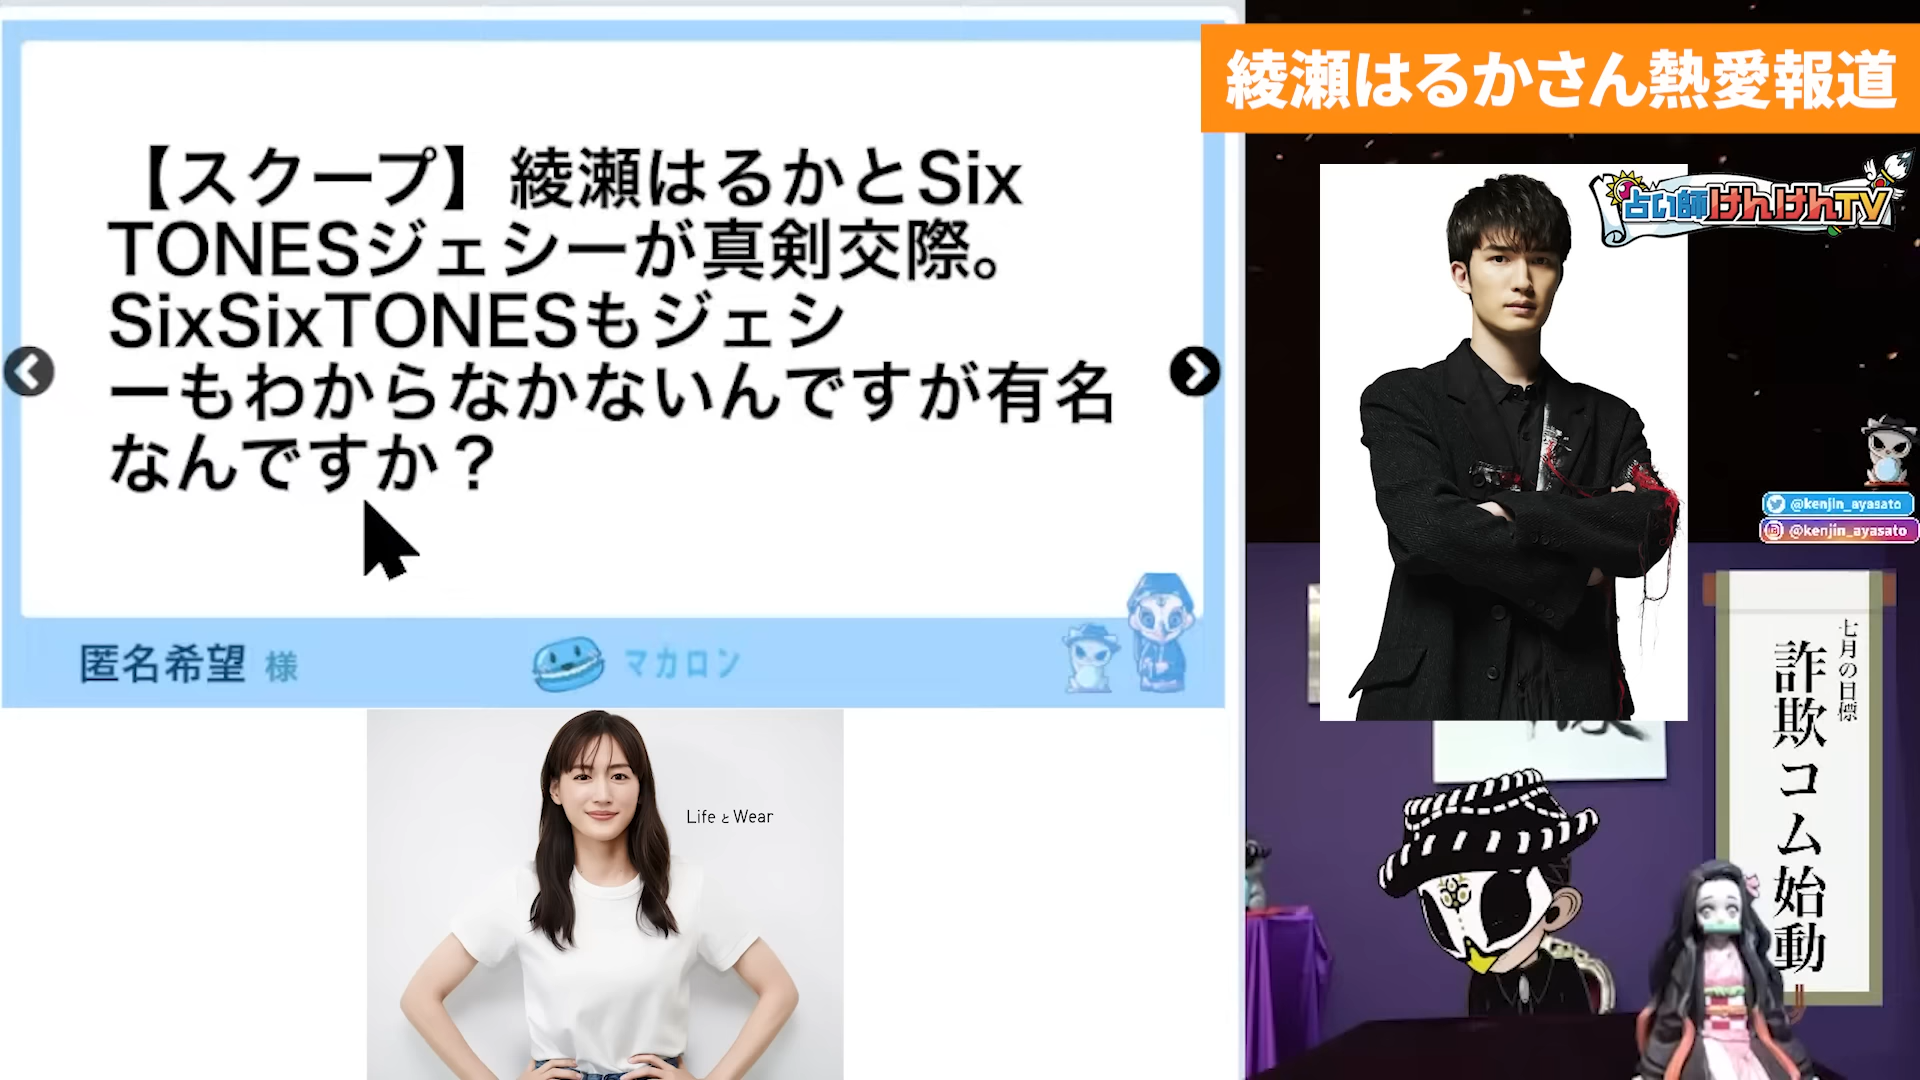 綾瀬はるかさん熱愛報道
【スクープ】綾瀬はるかとSix
TONESジェシーが真剣交際。
SixSixTONESもジェシ
ーもわからなかないんですが有名
なんですか？
匿名希望 様
マカロン
占い師けんけんTV
@kenjin_ayasato
@kenjin_ayasato
七月の目標
詐欺コム始動
Life と Wear